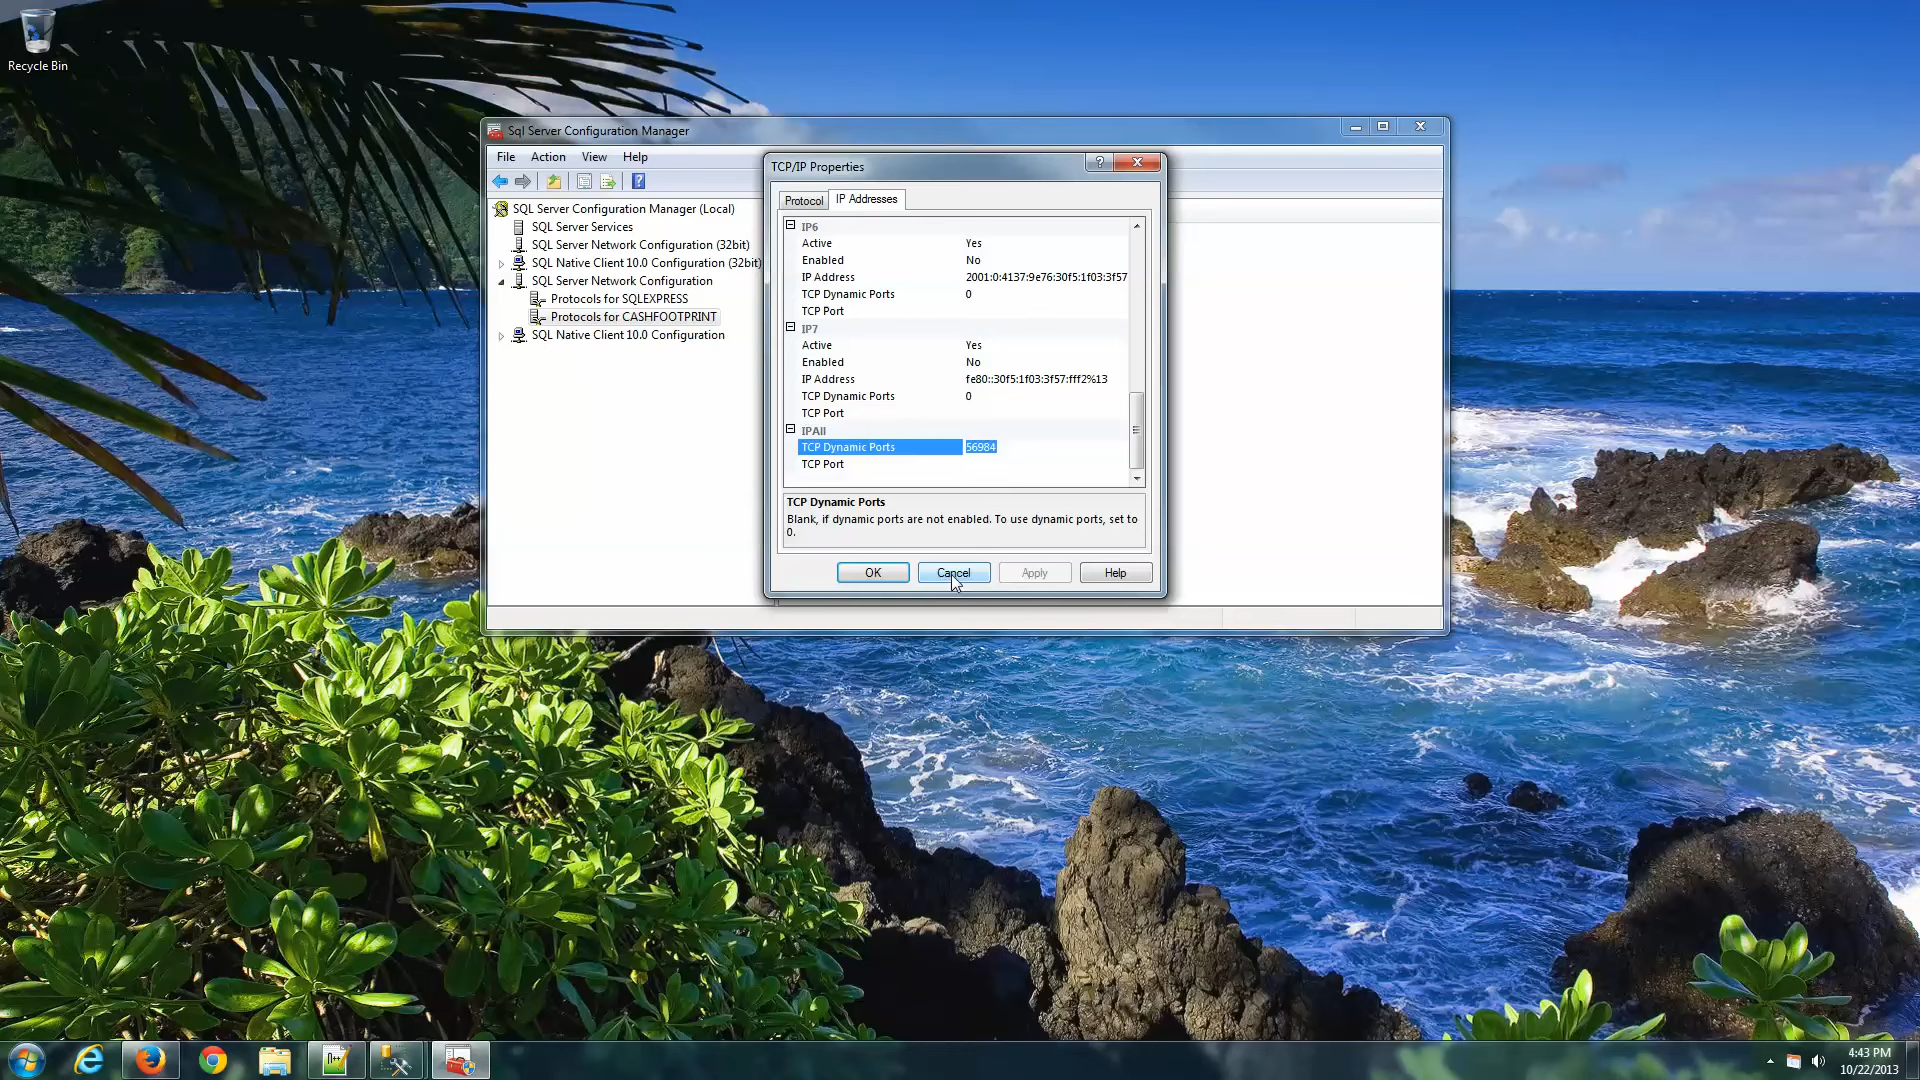 Recycle Bin
Sql Server Configuration Manager
File Action View Help
SQL Server Configuration Manager (Local)
SQL Server Services
SQL Server Network Configuration (32bit)
SQL Native Client 10.0 Configuration (32bit)
SQL Server Network Configuration
Protocols for SQLEXPRESS
Protocols for CASHFOOTPRINT
SQL Native Client 10.0 Configuration
TCP/IP Properties
Protocol IP Addresses
IP6
Active Yes
Enabled No
IP Address 2001:0:4137:9e76:30f5:1f03:3f57
TCP Dynamic Ports 0
TCP Port
IP7
Active Yes
Enabled No
IP Address fe80::30f5:1f03:3f57:fff2%13
TCP Dynamic Ports 0
TCP Port
IPAll
TCP Dynamic Ports 56984
TCP Port
TCP Dynamic Ports
Blank, if dynamic ports are not enabled. To use dynamic ports, set to
0.
OK Cancel Apply Help
4:43 PM
10/22/2013